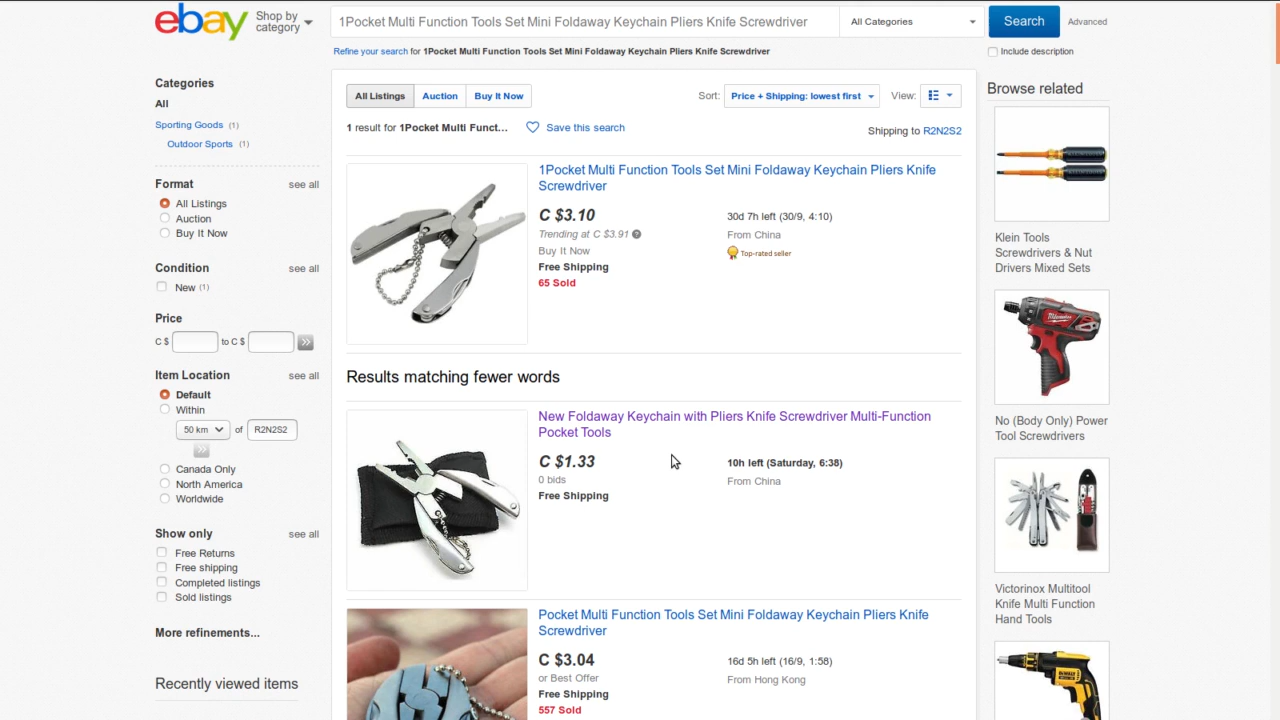 ebay
Shop by
category
1Pocket Multi Function Tools Set Mini Foldaway Keychain Pliers Knife Screwdriver
All Categories
Search
Advanced
Refine your search for 1Pocket Multi Function Tools Set Mini Foldaway Keychain Pliers Knife Screwdriver
Include description
Categories
All
Sporting Goods (1)
Outdoor Sports (1)
Format
see all
All Listings
Auction
Buy It Now
Condition
see all
New (1)
Price
C $
to C $
Item Location
see all
Default
Within
50 km
of
R2N2S2
Canada Only
North America
Worldwide
Show only
see all
Free Returns
Free shipping
Completed listings
Sold listings
More refinements...
Recently viewed items
All Listings
Auction
Buy It Now
Sort:
Price + Shipping: lowest first
View:
1 result for 1Pocket Multi Funct...
Save this search
Shipping to R2N2S2
1Pocket Multi Function Tools Set Mini Foldaway Keychain Pliers Knife
Screwdriver
C $3.10
Trending at C $3.91
Buy It Now
Free Shipping
65 Sold
30d 7h left (30/9, 4:10)
From China
Top-rated seller
Results matching fewer words
New Foldaway Keychain with Pliers Knife Screwdriver Multi-Function
Pocket Tools
C $1.33
0 bids
Free Shipping
10h left (Saturday, 6:38)
From China
Pocket Multi Function Tools Set Mini Foldaway Keychain Pliers Knife
Screwdriver
C $3.04
or Best Offer
Free Shipping
557 Sold
16d 5h left (16/9, 1:58)
From Hong Kong
Browse related
Klein Tools
Screwdrivers & Nut
Drivers Mixed Sets
No (Body Only) Power
Tool Screwdrivers
Victorinox Multitool
Knife Multi Function
Hand Tools